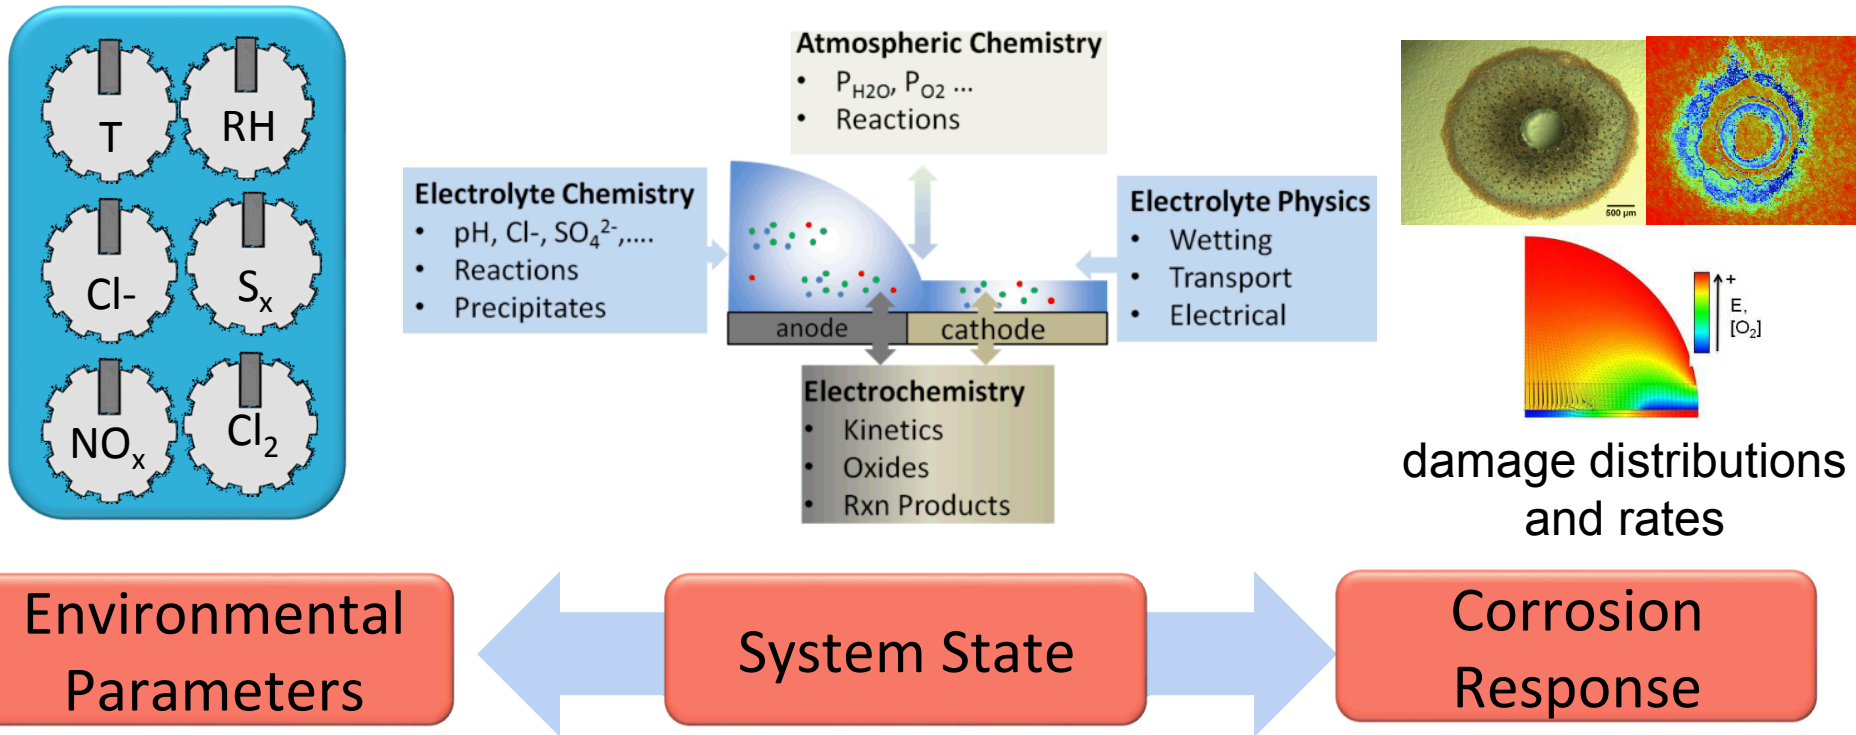 T
RH
Cl-
Sₓ
NOₓ
Cl₂
Atmospheric Chemistry
• P_H2O, P_O2 ...
• Reactions
Electrolyte Chemistry
• pH, Cl-, SO₄²⁻,....
• Reactions
• Precipitates
Electrolyte Physics
• Wetting
• Transport
• Electrical
anode
cathode
Electrochemistry
• Kinetics
• Oxides
• Rxn Products
500 µm
+
E,
[O₂]
-
damage distributions
and rates
Environmental
Parameters
System State
Corrosion
Response